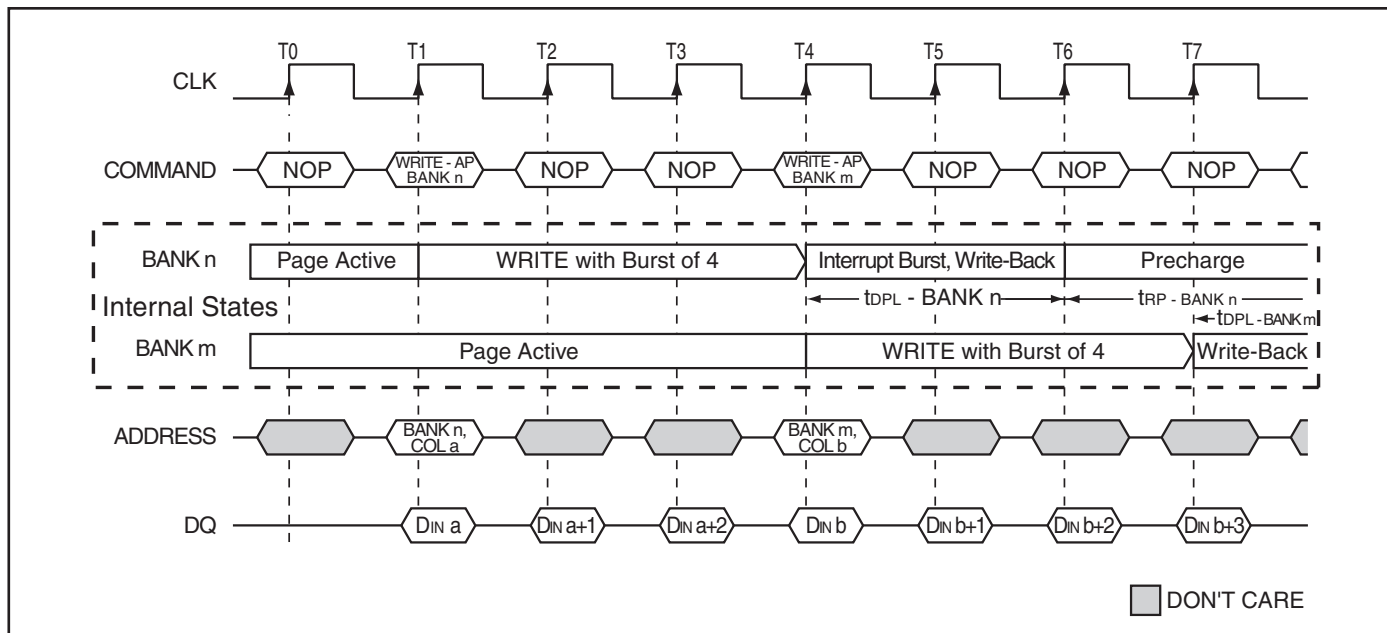 T0 T1 T2 T3 T4 T5 T6 T7
CLK
COMMAND NOP WRITE - AP BANK n NOP NOP WRITE - AP BANK m NOP NOP NOP
BANK n Page Active WRITE with Burst of 4 Interrupt Burst, Write-Back Precharge
Internal States tDPL - BANK n tRP - BANK n
tDPL - BANK m
BANK m Page Active WRITE with Burst of 4 Write-Back
ADDRESS BANK n, COL a BANK m, COL b
DQ DIN a DIN a+1 DIN a+2 DIN b DIN b+1 DIN b+2 DIN b+3
DON'T CARE